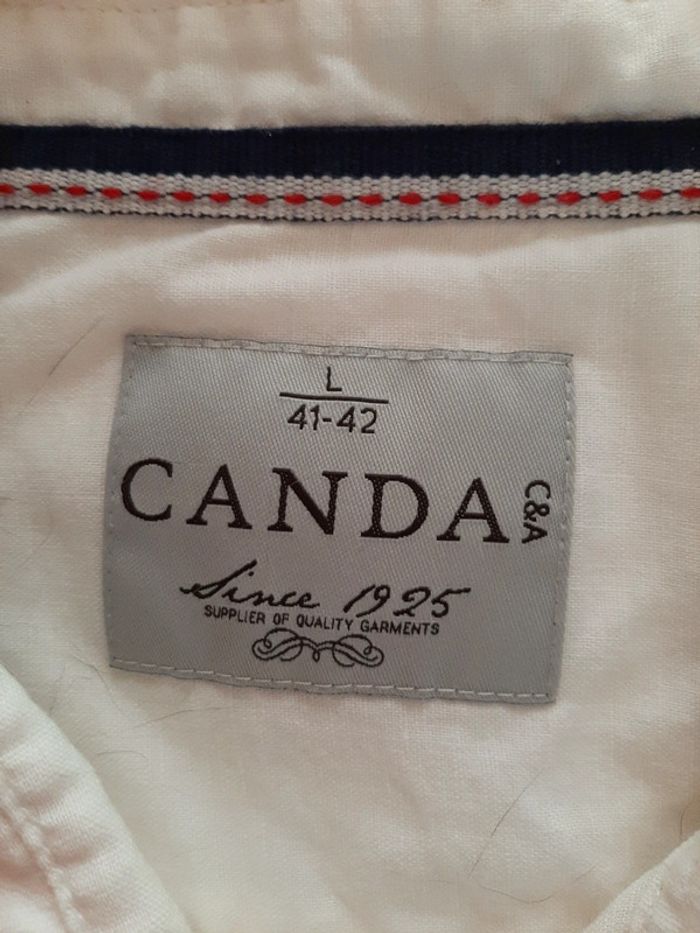 L
41-42
CANDA C&A
Since 1925
SUPPLIER OF QUALITY GARMENTS